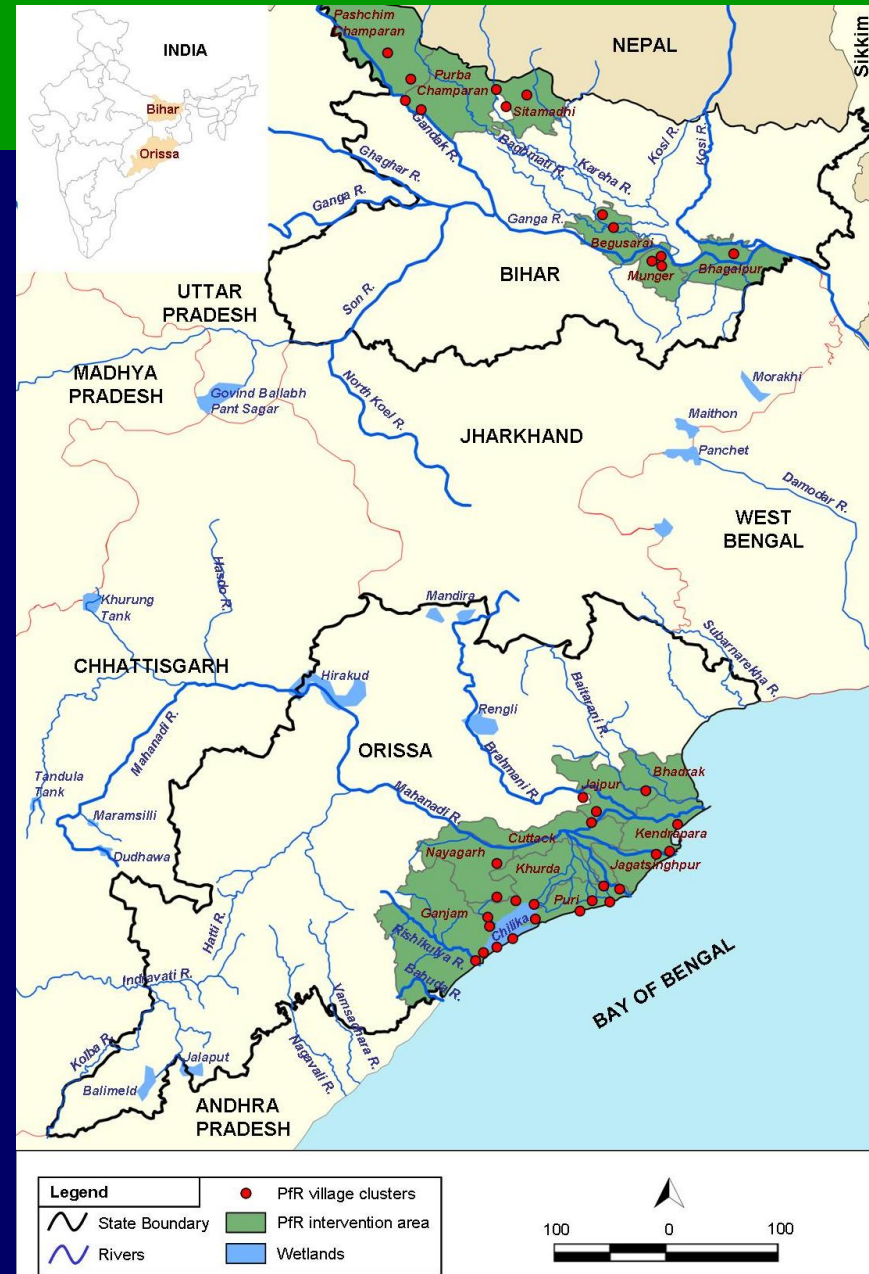 INDIA
Bihar
Orissa
Pashchim
Champaran
NEPAL
Sikkim
Purba
Champaran
Sitamadhi
Gandak R.
Bagmati R.
Kareha R.
Kosi R.
Kosi R.
Ghaghar R.
Ganga R.
Ganga R.
Begusarai
Munger
Bhagalpur
BIHAR
Son R.
UTTAR
PRADESH
MADHYA
PRADESH
Govind Ballabh
Pant Sagar
North Koel R.
JHARKHAND
Morakhi
Maithon
Panchet
Damodar R.
WEST
BENGAL
Hasdo R.
Khurung
Tank
Mandira
Subarnarekha R.
CHHATTISGARH
Hirakud
Baitarani R.
Rengli
Mahanadi R.
ORISSA
Brahmani R.
Bhadrak
Jajpur
Tandula
Tank
Mahanadi R.
Maramsilli
Dudhawa
Cuttack
Kendrapara
Nayagarh
Khurda
Jagatsinghpur
Ganjam
Puri
Chilika
Hatti R.
Rishikulya R.
Bahuda R.
Indravati R.
BAY OF BENGAL
Vamsadhara R.
Nagavali R.
Kolba R.
Jalaput
Balimeld
ANDHRA
PRADESH
Legend
PfR village clusters
State Boundary
PfR intervention area
Rivers
Wetlands
100 0 100